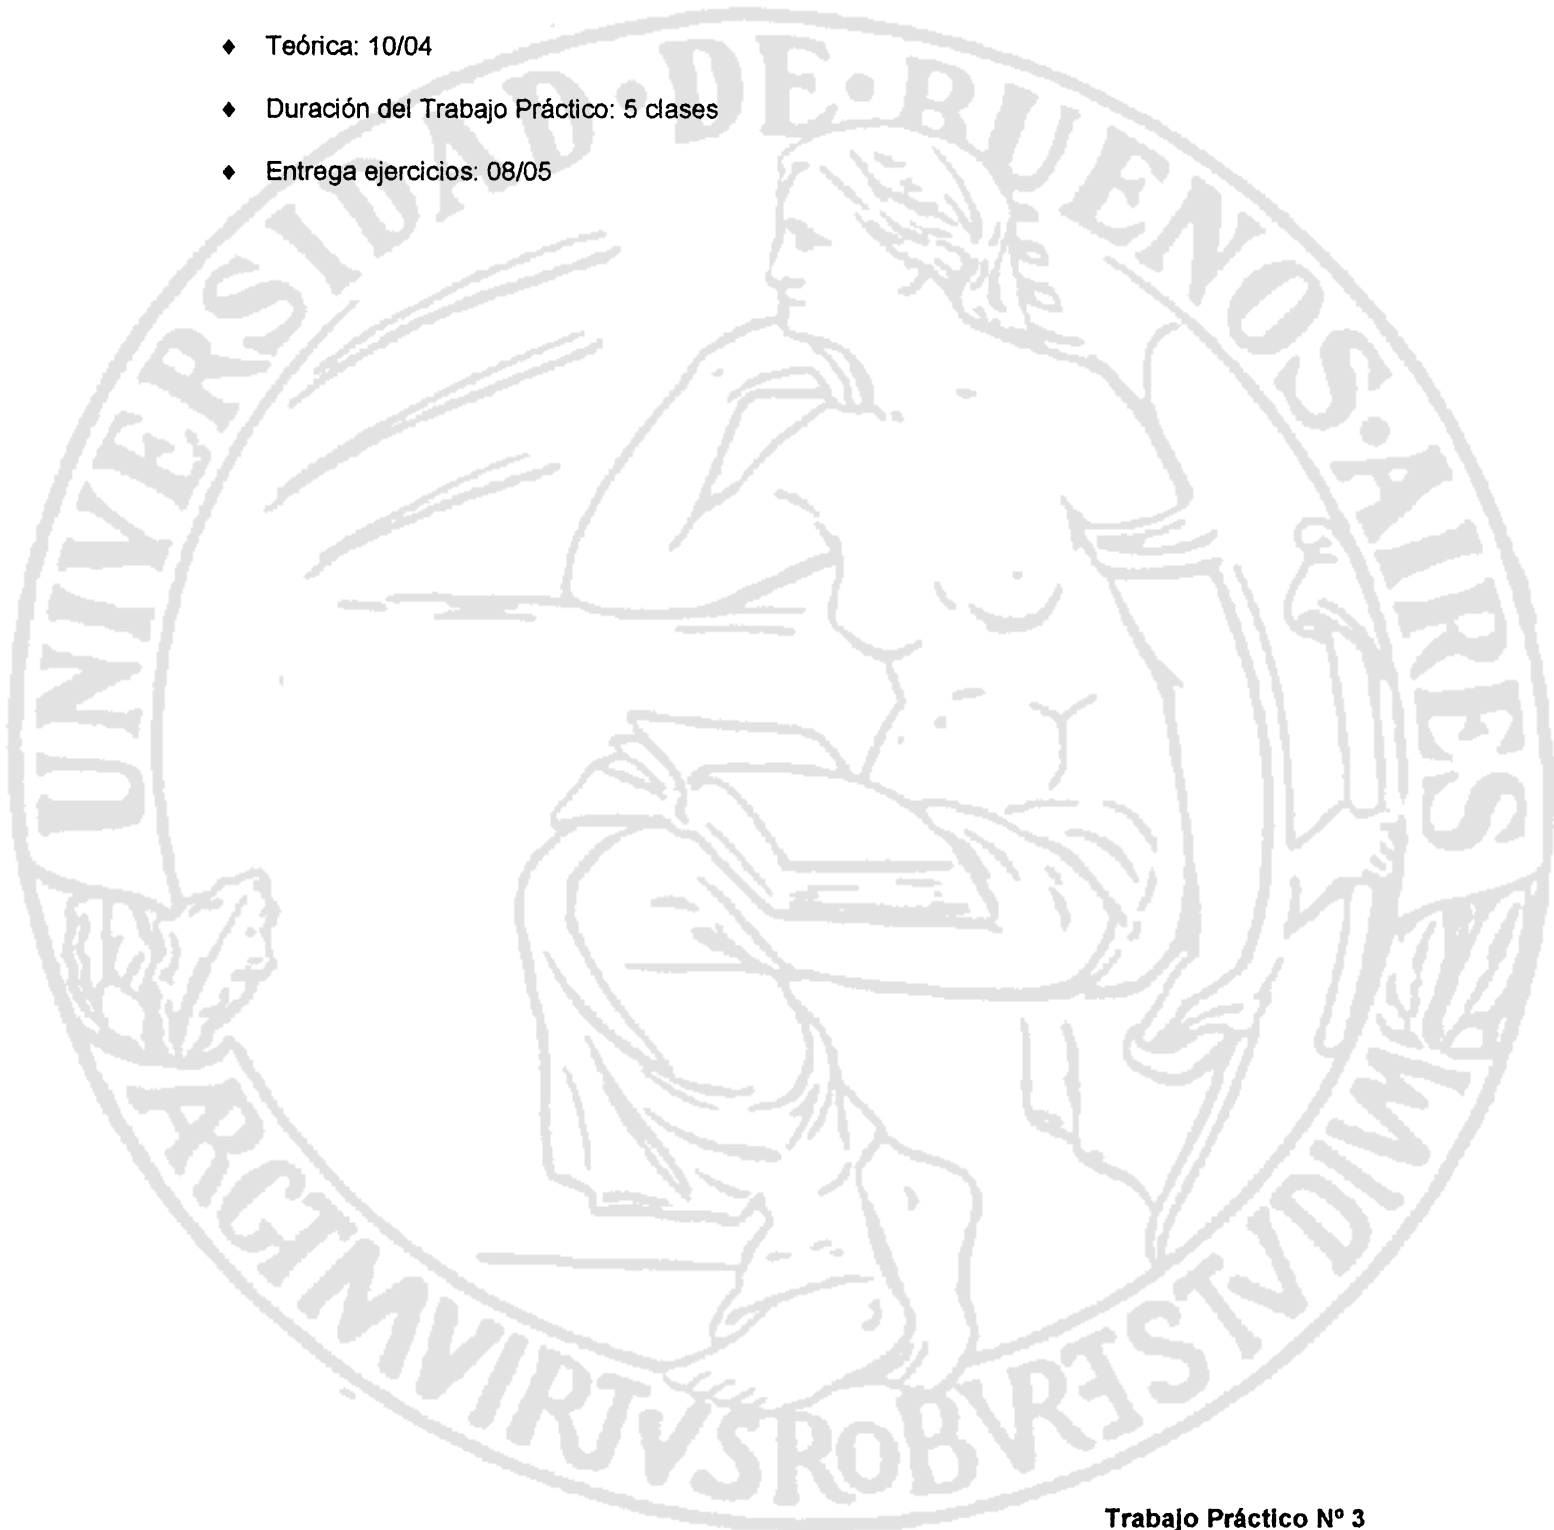 ♦ Teórica: 10/04
♦ Duración del Trabajo Práctico: 5 clases
♦ Entrega ejercicios: 08/05
UNIVERSIDAD·DE·BUENOS·AIRES
ARGTMVIRTVSROBVRETSTVDIVM
Trabajo Práctico Nº 3